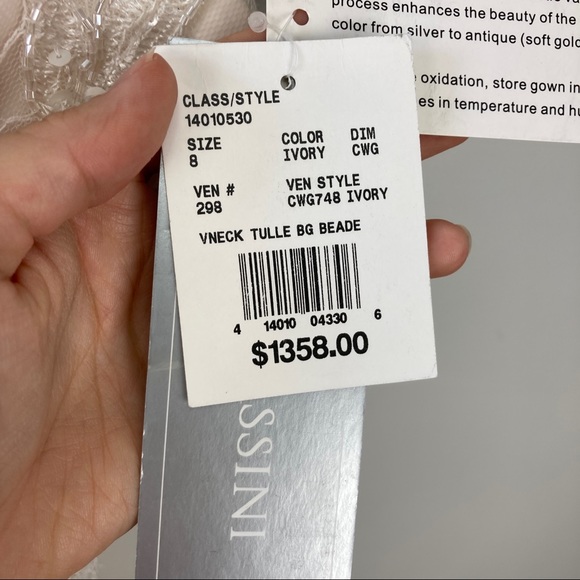 process enhances the beauty of the
color from silver to antique (soft gold
oxidation, store gown in
es in temperature and hu
CLASS/STYLE
14010530
SIZE COLOR DIM
8 IVORY CWG
VEN # VEN STYLE
298 CWG748 IVORY
VNECK TULLE BG BEADE
4 14010 04330 6
$1358.00
SSINI